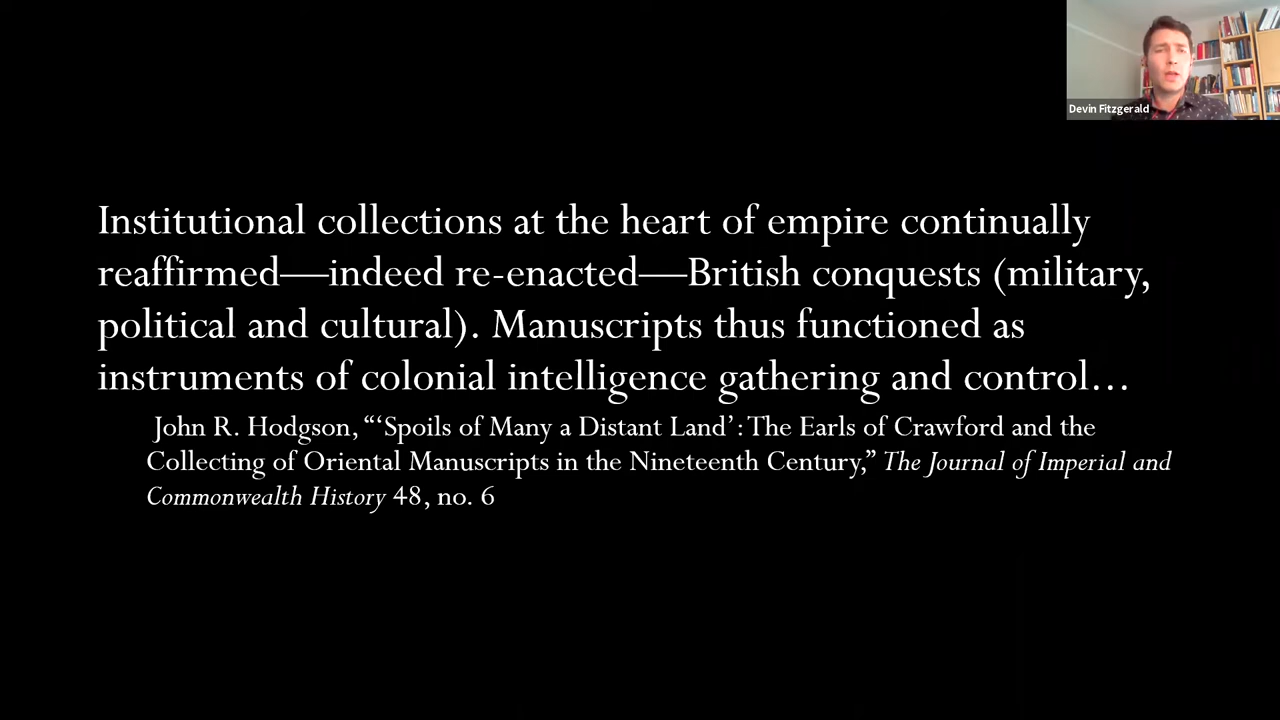 Devin Fitzgerald
Institutional collections at the heart of empire continually
reaffirmed—indeed re-enacted—British conquests (military,
political and cultural). Manuscripts thus functioned as
instruments of colonial intelligence gathering and control…
John R. Hodgson, “‘Spoils of Many a Distant Land’: The Earls of Crawford and the
Collecting of Oriental Manuscripts in the Nineteenth Century,” The Journal of Imperial and
Commonwealth History 48, no. 6